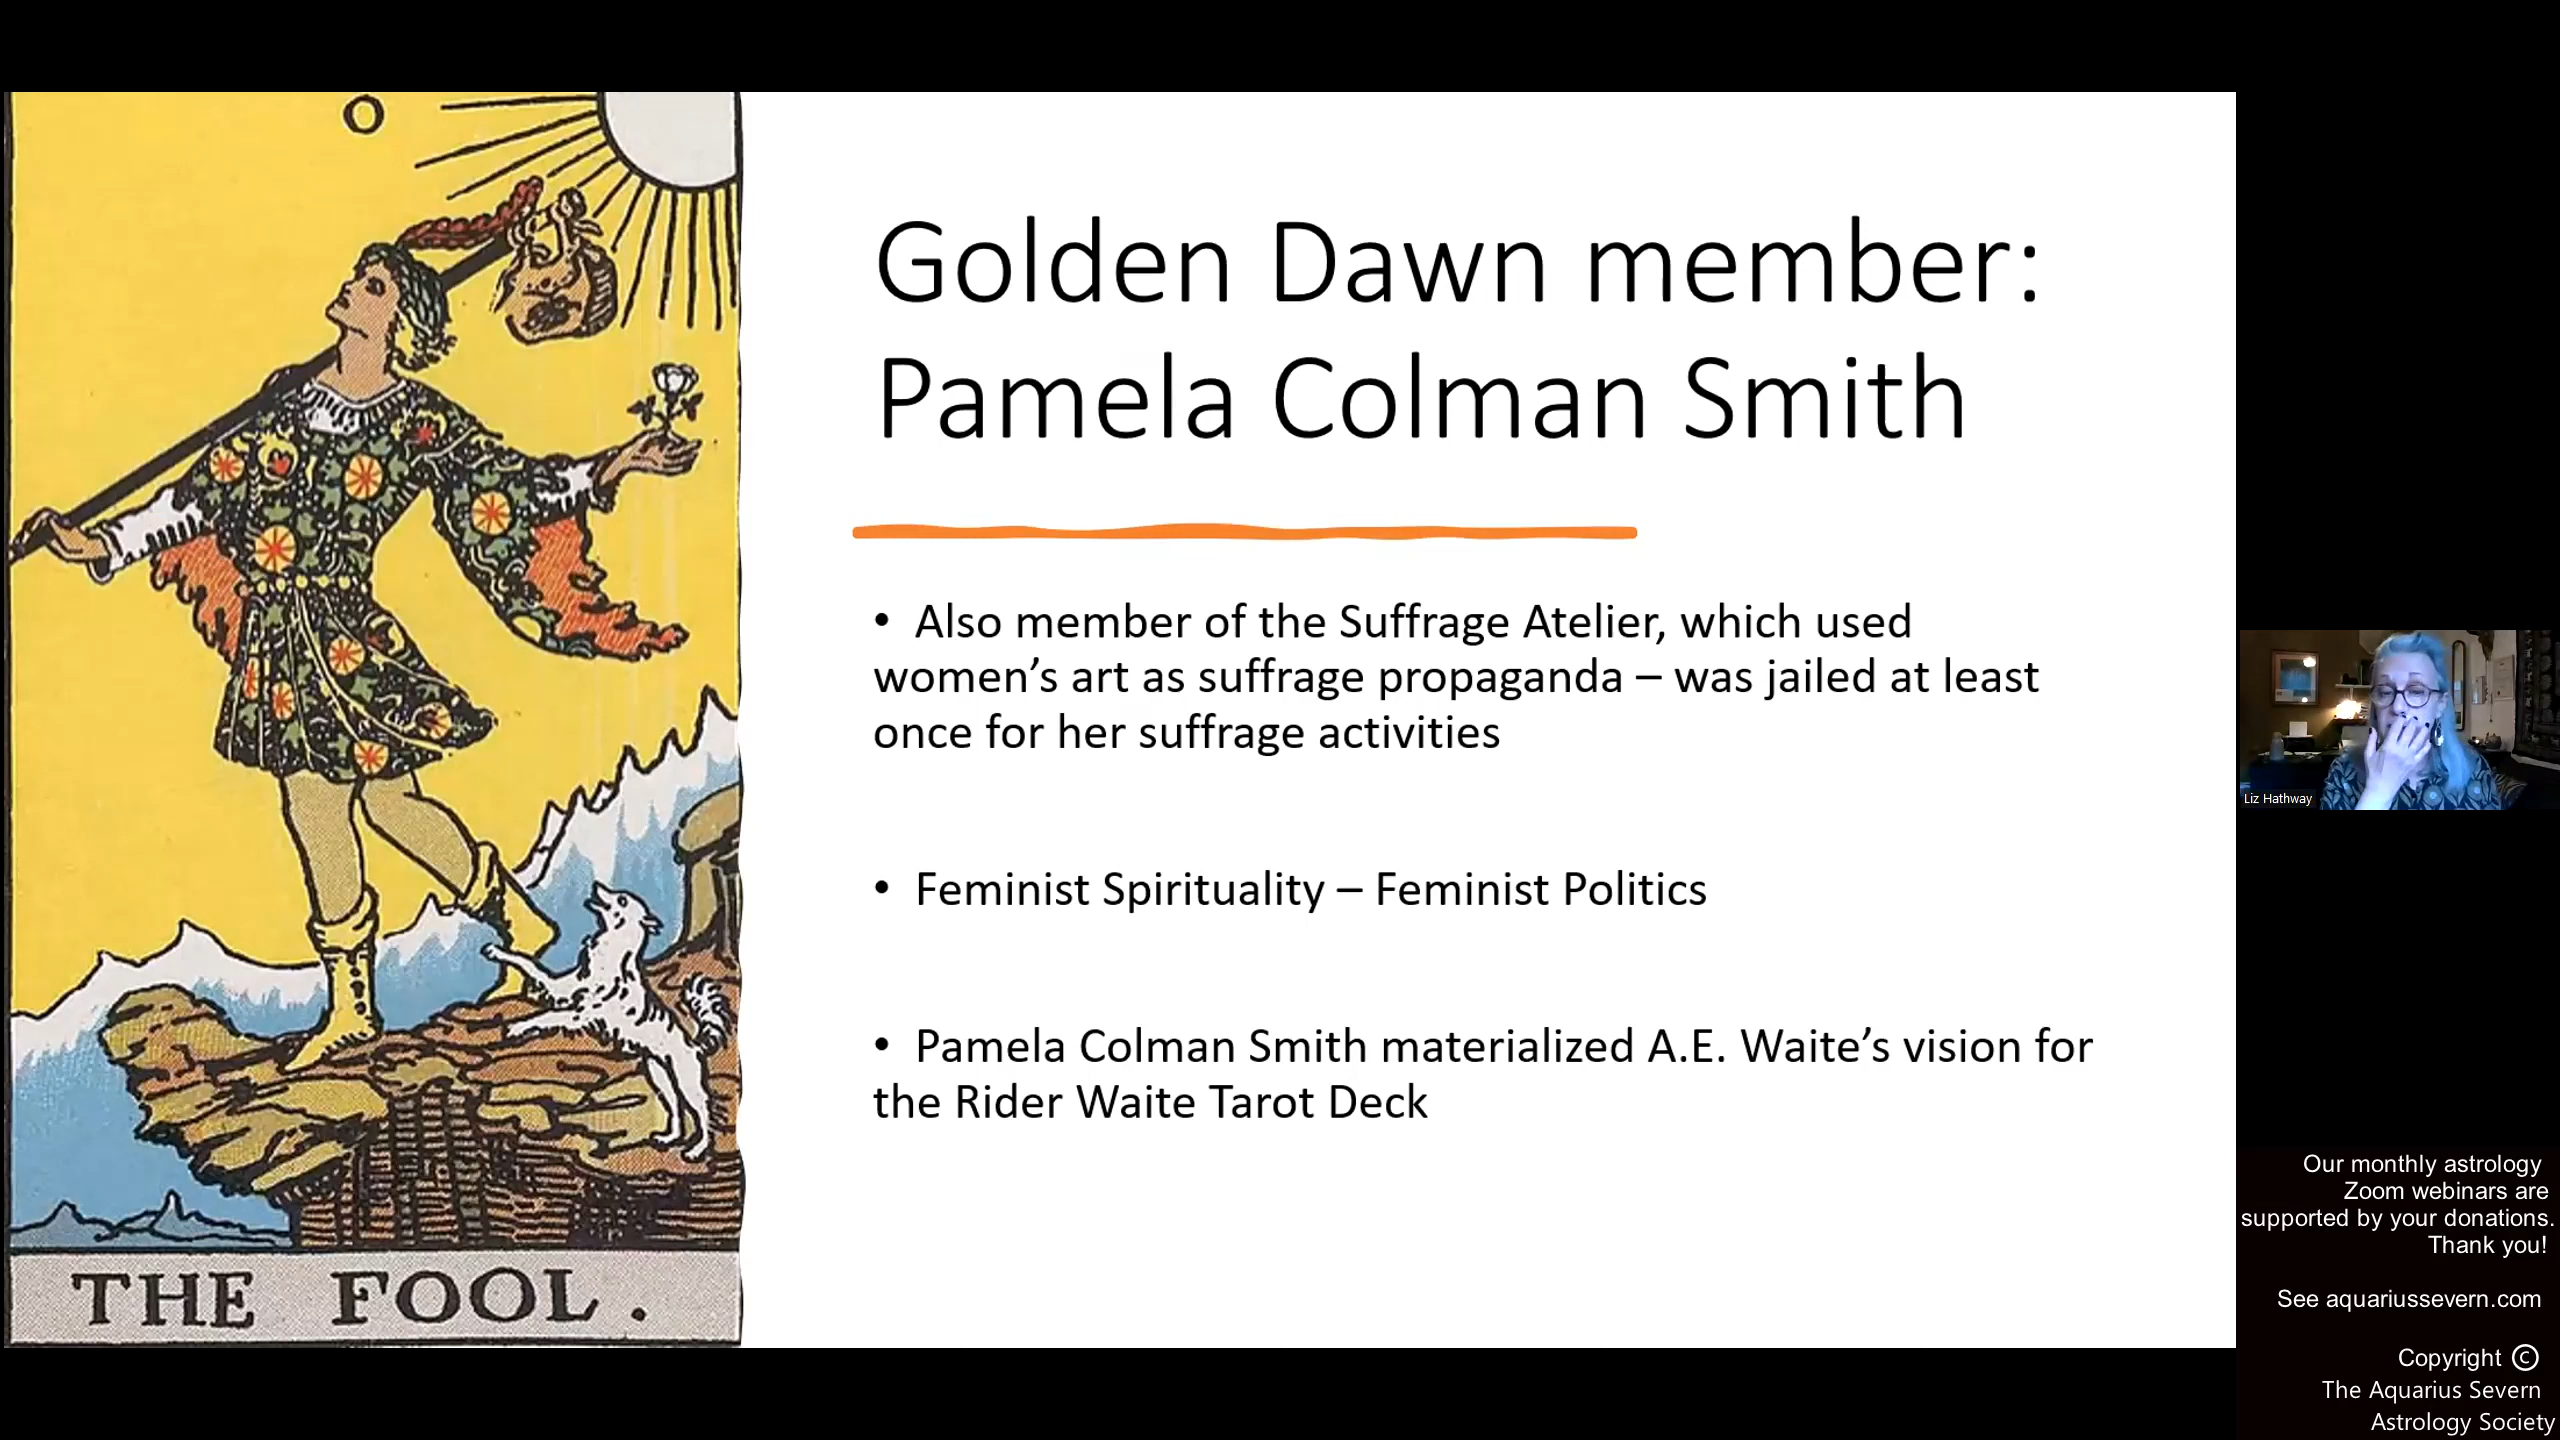 0
THE FOOL.
Golden Dawn member:
Pamela Colman Smith
• Also member of the Suffrage Atelier, which used
women’s art as suffrage propaganda – was jailed at least
once for her suffrage activities
• Feminist Spirituality – Feminist Politics
• Pamela Colman Smith materialized A.E. Waite’s vision for
the Rider Waite Tarot Deck
Liz Hathway
Our monthly astrology
Zoom webinars are
supported by your donations.
Thank you!
See aquariussevern.com
Copyright ©
The Aquarius Severn
Astrology Society